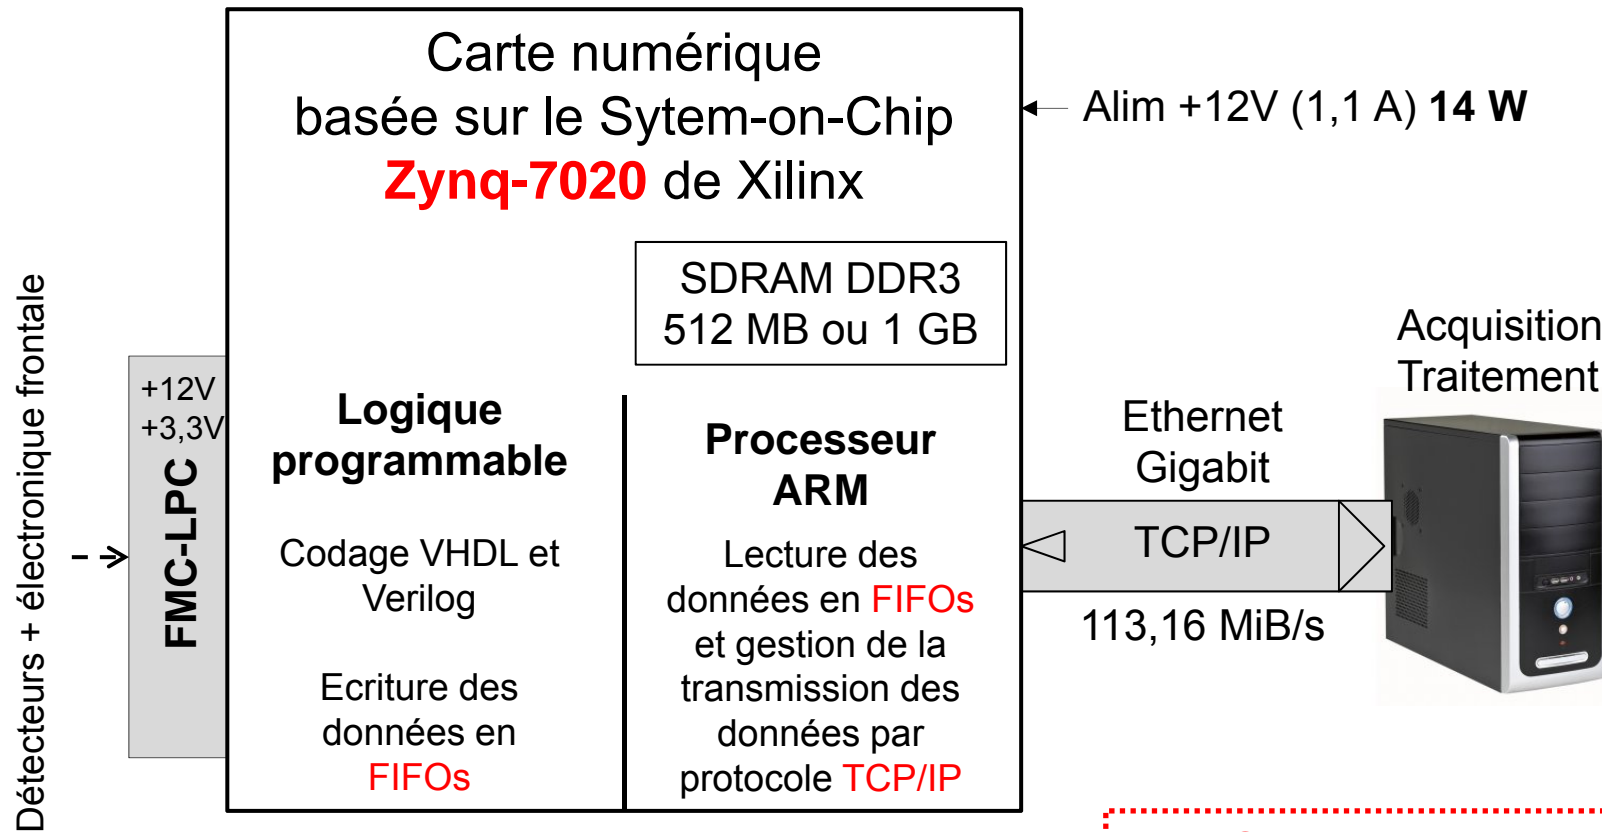 Carte numérique
basée sur le Sytem-on-Chip
Zynq-7020 de Xilinx
Alim +12V (1,1 A) 14 W
SDRAM DDR3
512 MB ou 1 GB
Détecteurs + électronique frontale
+12V
+3,3V
FMC-LPC
Logique
programmable
Codage VHDL et
Verilog
Ecriture des
données en
FIFOs
Processeur
ARM
Lecture des
données en FIFOs
et gestion de la
transmission des
données par
protocole TCP/IP
Ethernet
Gigabit
TCP/IP
113,16 MiB/s
Acquisition
Traitement